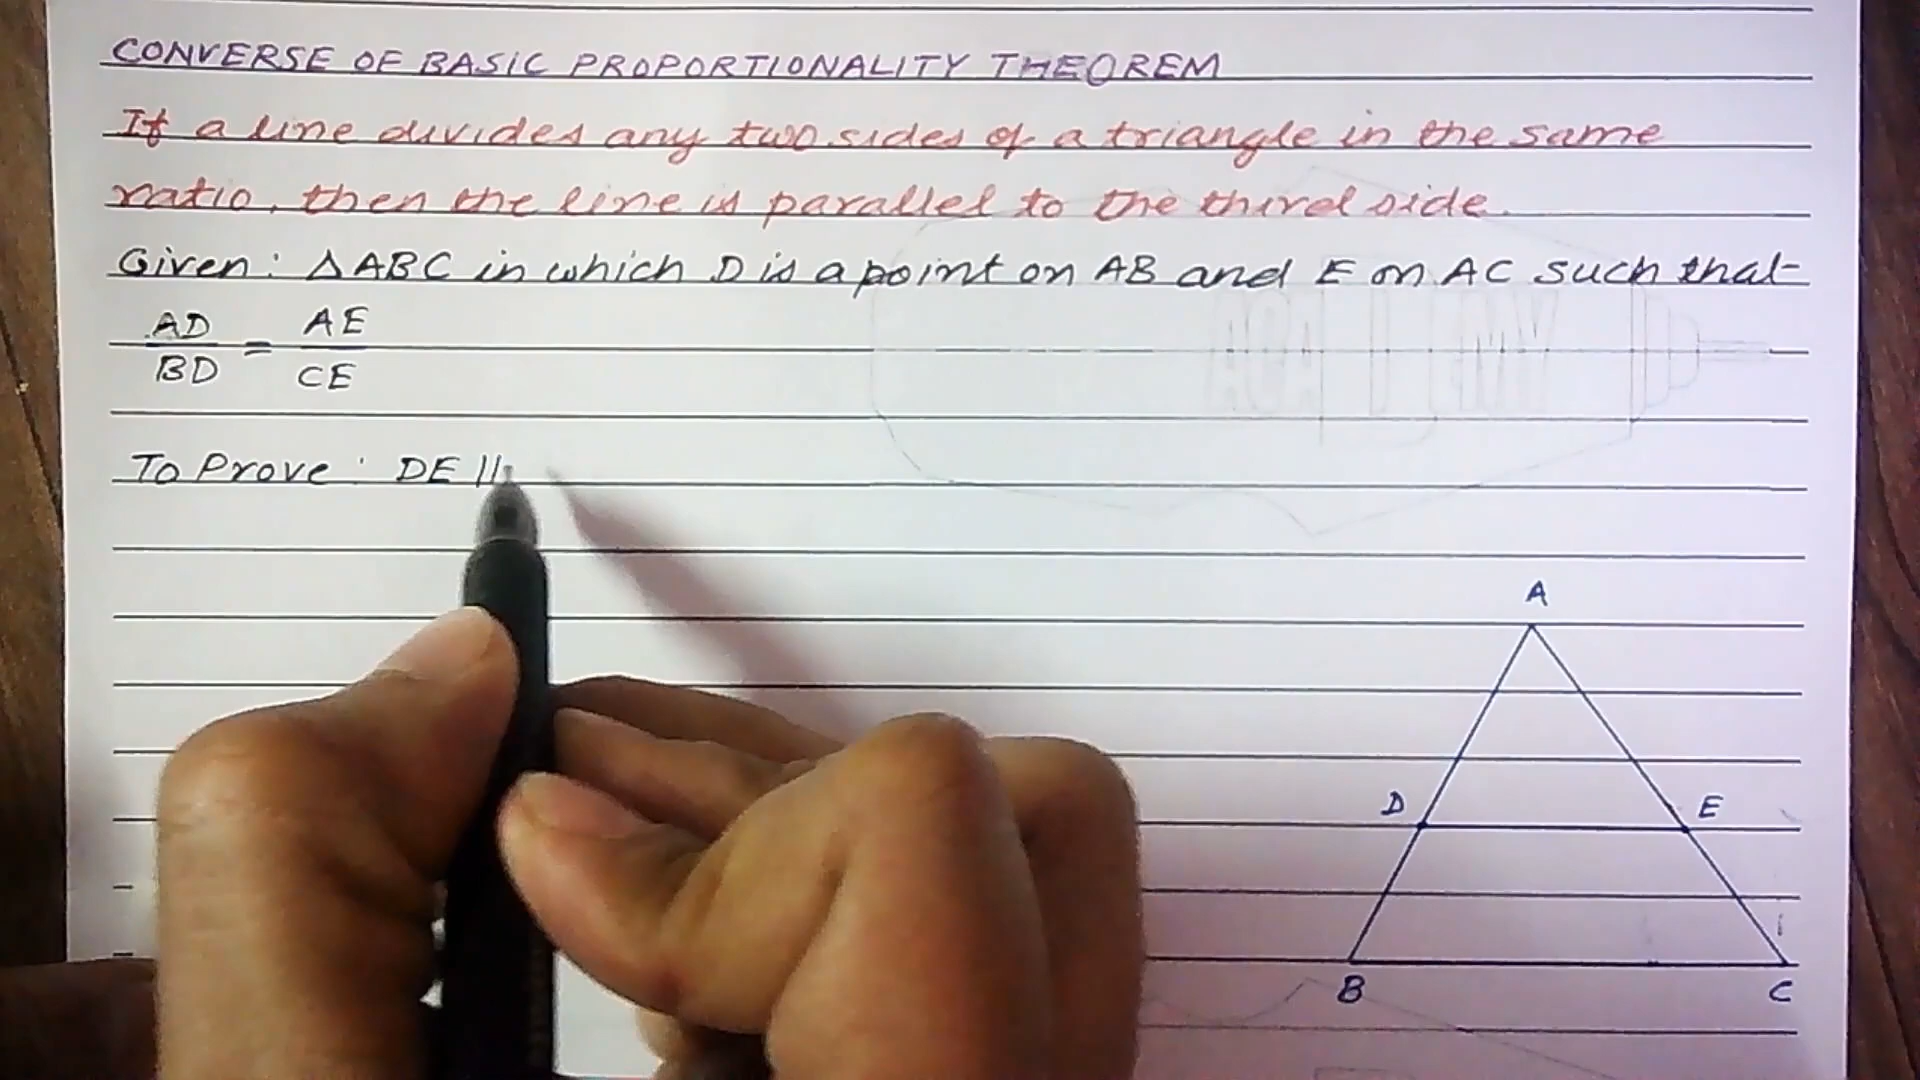 CONVERSE OF BASIC PROPORTIONALITY THEOREM
If a line divides any two sides of a triangle in the same
ratio, then the line is parallel to the third side.
Given: △ABC in which D is a point on AB and E on AC such that
AD/BD = AE/CE
To Prove: DE ||
A
D E
B C
ACADEMY